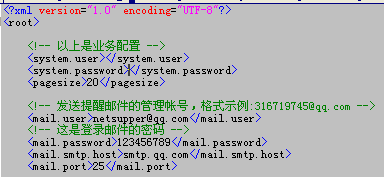 <?xml version="1.0" encoding="UTF-8"?>
<root>
<!-- 以上是业务配置 -->
<system.user></system.user>
<system.password></system.password>
<pagesize>20</pagesize>
<!-- 发送提醒邮件的管理帐号，格式示例:316719745@qq.com -->
<mail.user>netsupper@qq.com</mail.user>
<!-- 这是登录邮件的密码 -->
<mail.password>123456789</mail.password>
<mail.smtp.host>smtp.qq.com</mail.smtp.host>
<mail.port>25</mail.port>